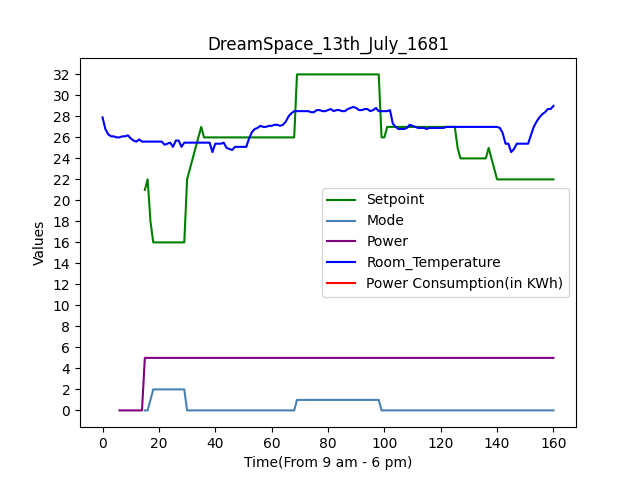 DreamSpace_13th_July_1681
32
30
28
26
24
22
20
18
16
14
12
10
8
6
4
2
0
Values
Setpoint
Mode
Power
Room_Temperature
Power Consumption(in KWh)
0 20 40 60 80 100 120 140 160
Time(From 9 am - 6 pm)